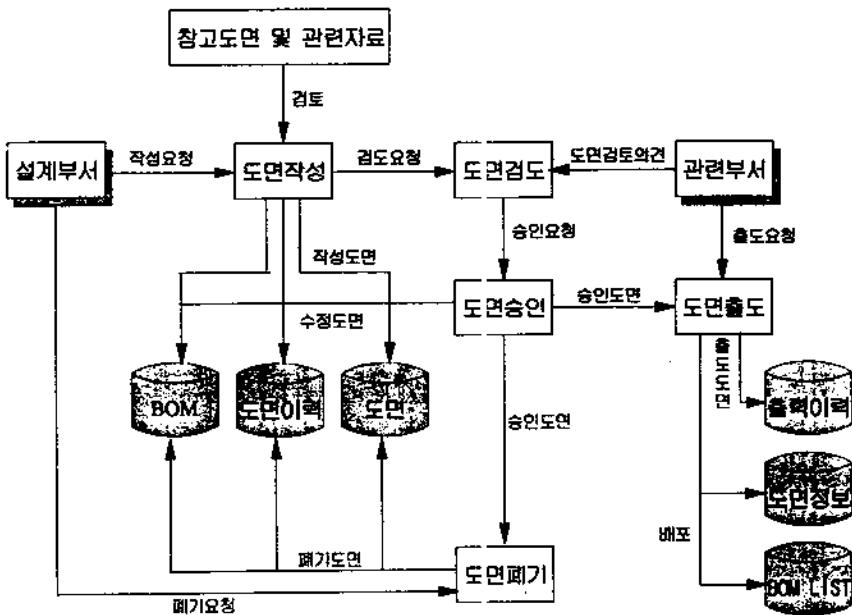 참고도면 및 관련자료
검토
설계부서
작성요청
도면작성
검도요청
도면검도
도면검토의견
관련부서
승인요청
출도요청
작성도면
도면승인
승인도면
도면출도
수정도면
출도도면
BOM
도면이력
도면
승인도면
출력이력
도면정보
배포
폐기도면
도면폐기
BOM LIST
폐기요청